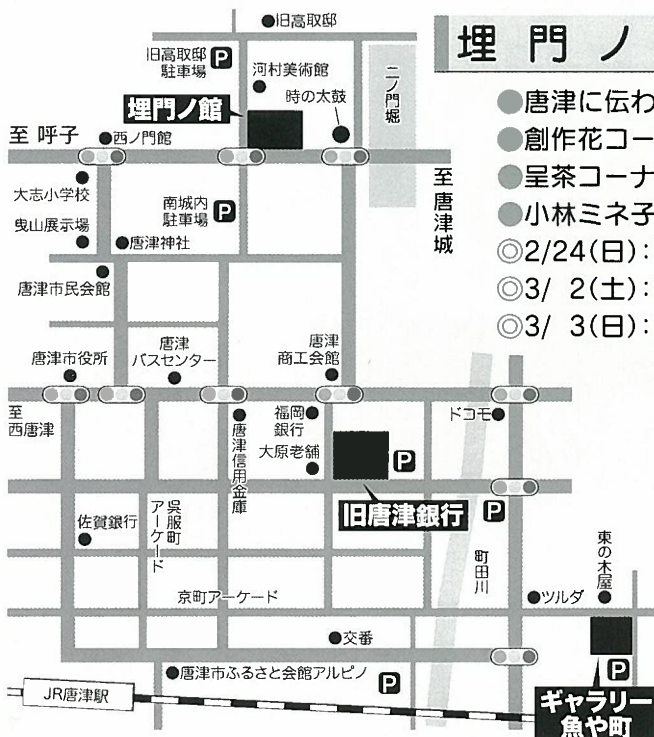 旧高取邸
旧高取邸
駐車場
P
河村美術館
時の太鼓
二ノ門堀
埋門ノ館
至 呼子
西ノ門館
大志小学校
南城内
駐車場
P
至唐津城
曳山展示場
唐津神社
唐津市民会館
唐津市役所
唐津
バスセンター
唐津
商工会館
至
西唐津
唐津信用金庫
福岡
銀行
大原老舗
P
ドコモ
旧唐津銀行
P
佐賀銀行
呉服町
アーケード
町田川
東の木屋
京町アーケード
ツルダ
交番
唐津市ふるさと会館アルピノ
P
P
JR唐津駅
ギャラリー
魚や町
埋門ノ
●唐津に伝わ
●創作花コー
●呈茶コーナ
●小林ミネ子
◎2/24(日):
◎3/ 2(土):
◎3/ 3(日):